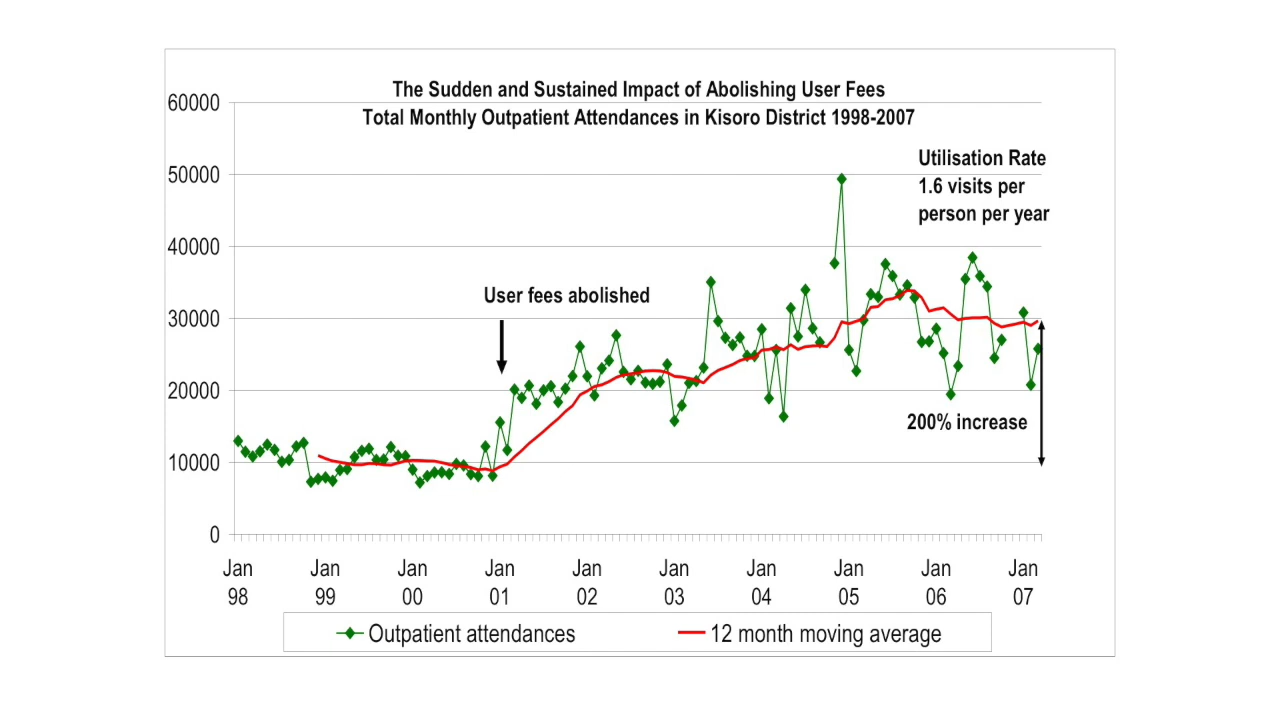 The Sudden and Sustained Impact of Abolishing User Fees
Total Monthly Outpatient Attendances in Kisoro District 1998-2007
60000
50000
40000
30000
20000
10000
0
Utilisation Rate
1.6 visits per
person per year
User fees abolished
200% increase
Jan Jan Jan Jan Jan Jan Jan Jan Jan Jan
98 99 00 01 02 03 04 05 06 07
Outpatient attendances 12 month moving average